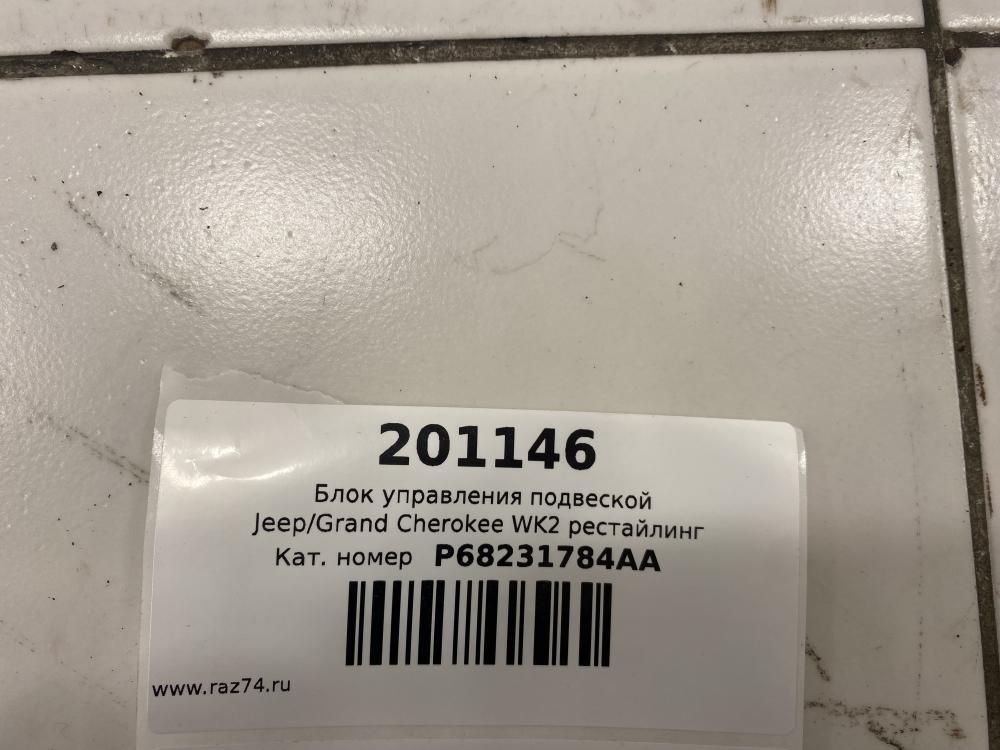 201146
Блок управления подвеской
Jeep/Grand Cherokee WK2 рестайлинг
Кат. номер P68231784AA
www.raz74.ru